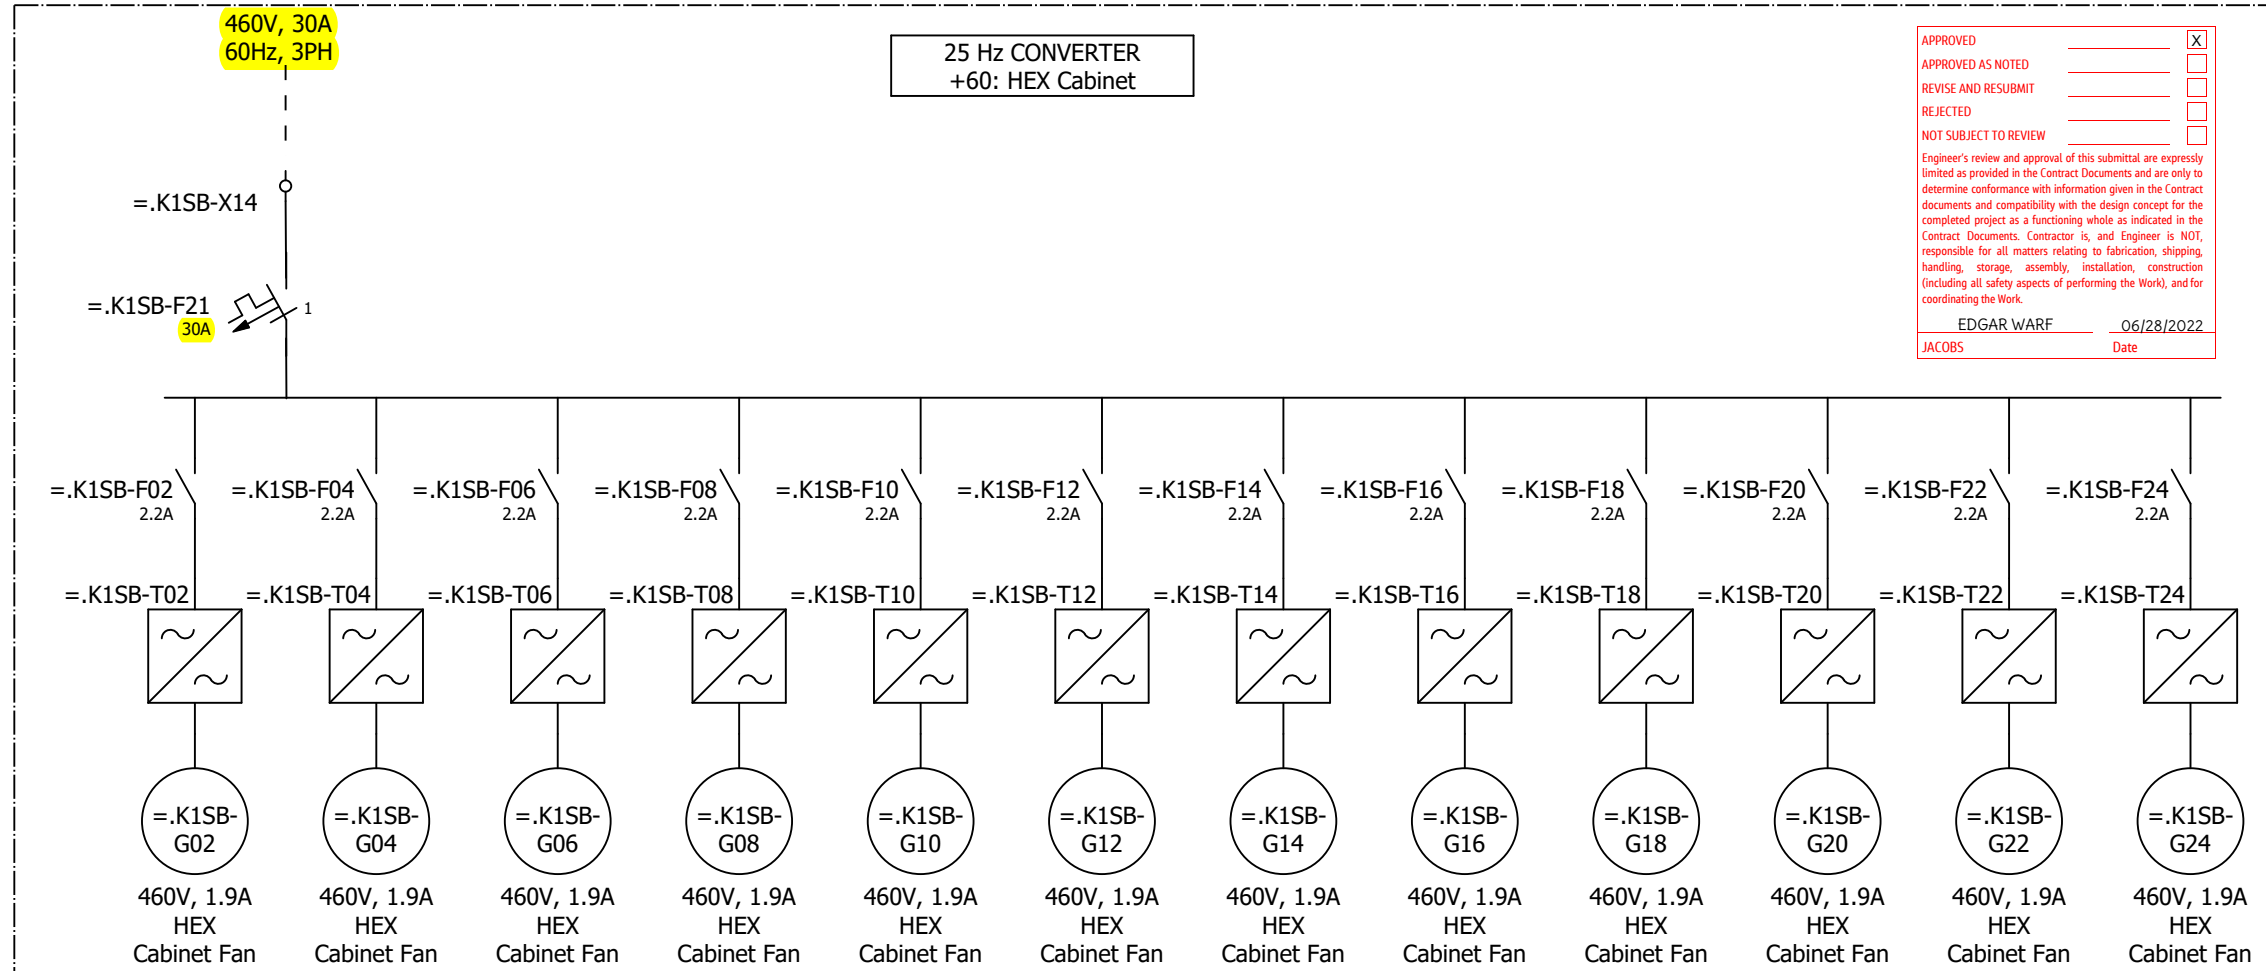 460V, 30A
60Hz, 3PH
25 Hz CONVERTER
+60: HEX Cabinet
APPROVED X
APPROVED AS NOTED
REVISE AND RESUBMIT
REJECTED
NOT SUBJECT TO REVIEW
Engineer's review and approval of this submittal are expressly
limited as provided in the Contract Documents and are only to
determine conformance with information given in the Contract
documents and compatibility with the design concept for the
completed project as a functioning whole as indicated in the
Contract Documents. Contractor is, and Engineer is NOT,
responsible for all matters relating to fabrication, shipping,
handling, storage, assembly, installation, construction
(including all safety aspects of performing the Work), and for
coordinating the Work.
EDGAR WARF 06/28/2022
JACOBS Date
=.K1SB-X14
=.K1SB-F21 1
30A
=.K1SB-F02 =.K1SB-F04 =.K1SB-F06 =.K1SB-F08 =.K1SB-F10 =.K1SB-F12 =.K1SB-F14 =.K1SB-F16 =.K1SB-F18 =.K1SB-F20 =.K1SB-F22 =.K1SB-F24
2.2A 2.2A 2.2A 2.2A 2.2A 2.2A 2.2A 2.2A 2.2A 2.2A 2.2A 2.2A
=.K1SB-T02 =.K1SB-T04 =.K1SB-T06 =.K1SB-T08 =.K1SB-T10 =.K1SB-T12 =.K1SB-T14 =.K1SB-T16 =.K1SB-T18 =.K1SB-T20 =.K1SB-T22 =.K1SB-T24
=.K1SB- =.K1SB- =.K1SB- =.K1SB- =.K1SB- =.K1SB- =.K1SB- =.K1SB- =.K1SB- =.K1SB- =.K1SB- =.K1SB-
G02 G04 G06 G08 G10 G12 G14 G16 G18 G20 G22 G24
460V, 1.9A 460V, 1.9A 460V, 1.9A 460V, 1.9A 460V, 1.9A 460V, 1.9A 460V, 1.9A 460V, 1.9A 460V, 1.9A 460V, 1.9A 460V, 1.9A 460V, 1.9A
HEX HEX HEX HEX HEX HEX HEX HEX HEX HEX HEX HEX
Cabinet Fan Cabinet Fan Cabinet Fan Cabinet Fan Cabinet Fan Cabinet Fan Cabinet Fan Cabinet Fan Cabinet Fan Cabinet Fan Cabinet Fan Cabinet Fan